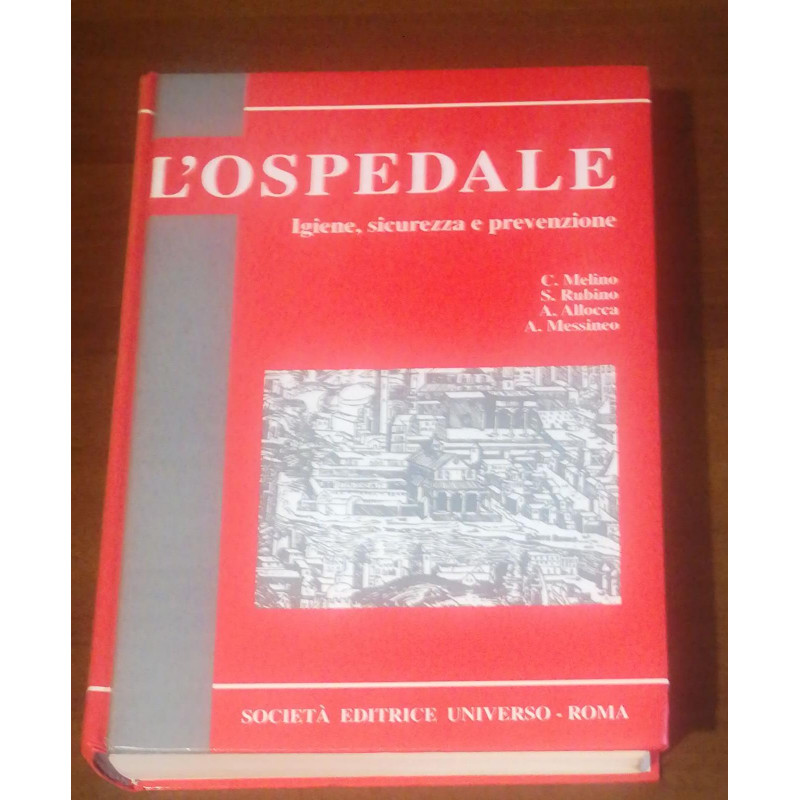 L'OSPEDALE
Igiene, sicurezza e prevenzione
C. Melino
S. Rubino
A. Allocca
A. Messineo
SOCIETÀ EDITRICE UNIVERSO - ROMA